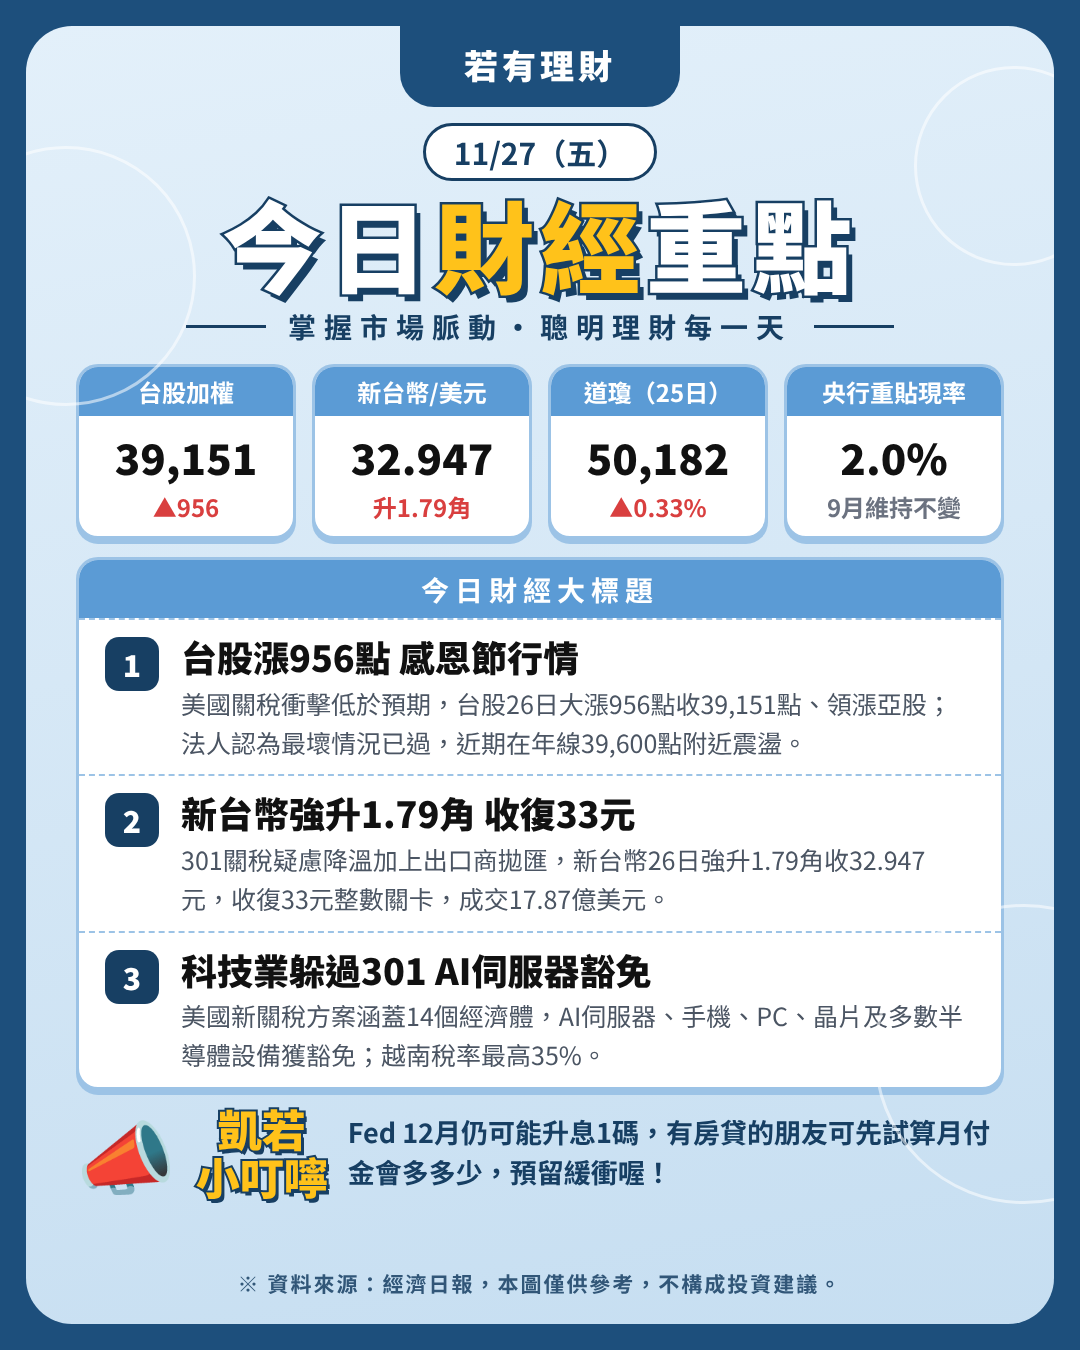 若有理財
11/27（五）
今日財經重點
掌握市場脈動・聰明理財每一天
台股加權
39,151
▲956
新台幣/美元
32.947
升1.79角
道瓊（25日）
50,182
▲0.33%
央行重貼現率
2.0%
9月維持不變
今日財經大標題
1
台股漲956點 感恩節行情
美國關稅衝擊低於預期，台股26日大漲956點收39,151點、領漲亞股；
法人認為最壞情況已過，近期在年線39,600點附近震盪。
2
新台幣強升1.79角 收復33元
301關稅疑慮降溫加上出口商拋匯，新台幣26日強升1.79角收32.947
元，收復33元整數關卡，成交17.87億美元。
3
科技業躲過301 AI伺服器豁免
美國新關稅方案涵蓋14個經濟體，AI伺服器、手機、PC、晶片及多數半
導體設備獲豁免；越南稅率最高35%。
凱若
小叮嚀
Fed 12月仍可能升息1碼，有房貸的朋友可先試算月付
金會多多少，預留緩衝喔！
※ 資料來源：經濟日報，本圖僅供參考，不構成投資建議。